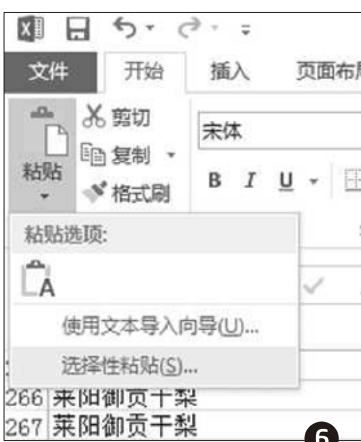 文件 开始 插入 页面布局
剪切
宋体
复制
粘贴
格式刷
B I U
粘贴选项:
A
使用文本导入向导(U)...
选择性粘贴(S)...
266 莱阳御贡干梨
267 莱阳御贡干梨
6